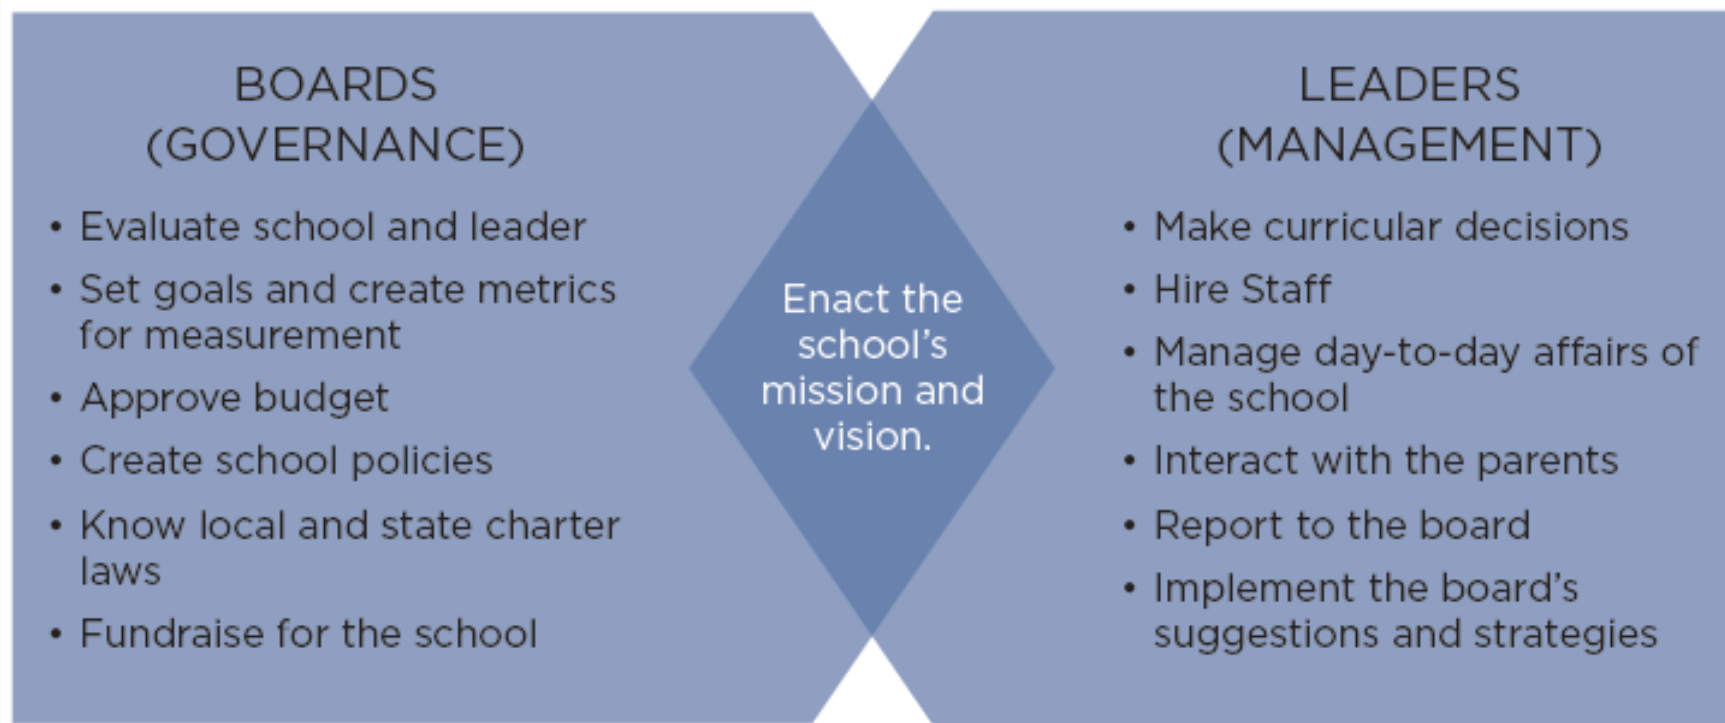 BOARDS
(GOVERNANCE)
• Evaluate school and leader
• Set goals and create metrics
for measurement
• Approve budget
• Create school policies
• Know local and state charter
laws
• Fundraise for the school
Enact the
school’s
mission and
vision.
LEADERS
(MANAGEMENT)
• Make curricular decisions
• Hire Staff
• Manage day-to-day affairs of
the school
• Interact with the parents
• Report to the board
• Implement the board’s
suggestions and strategies